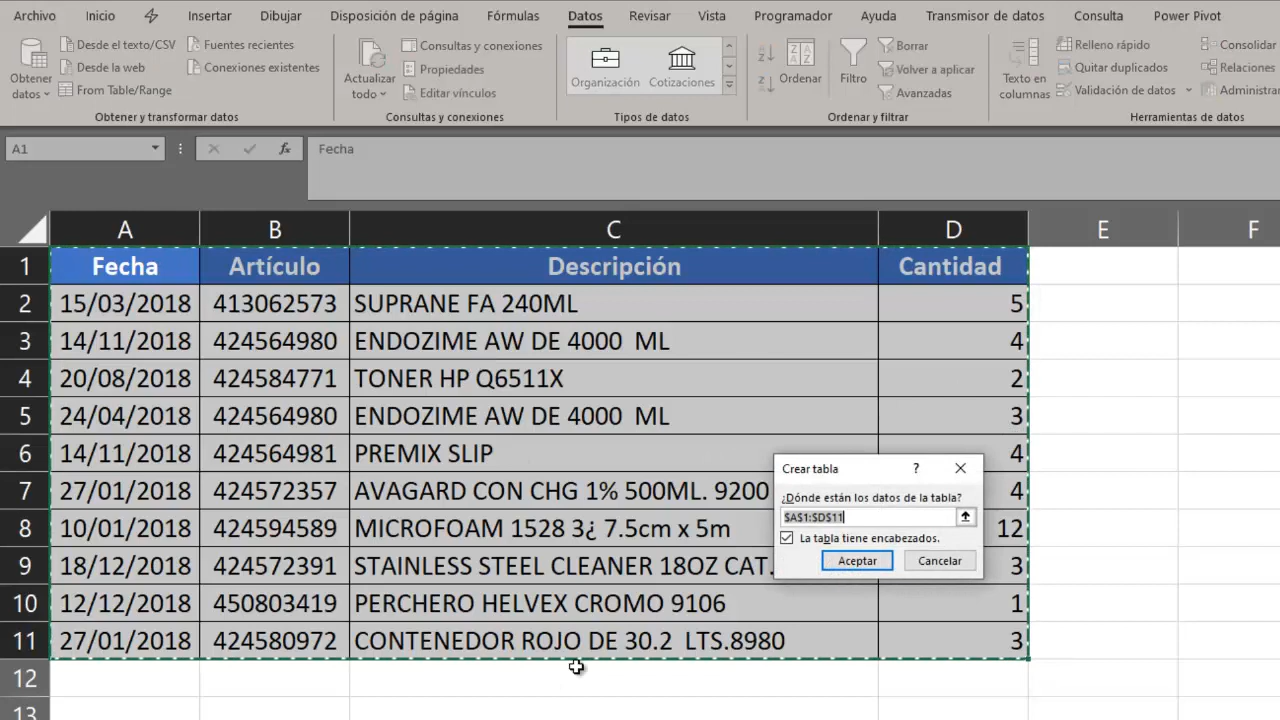 Archivo Inicio Insertar Dibujar Disposición de página Fórmulas Datos Revisar Vista Programador Ayuda Transmisor de datos Consulta Power Pivot
Obtener datos
Desde el texto/CSV
Desde la web
From Table/Range
Fuentes recientes
Conexiones existentes
Obtener y transformar datos
Actualizar todo
Consultas y conexiones
Propiedades
Editar vínculos
Consultas y conexiones
Organización Cotizaciones
Tipos de datos
Ordenar
Filtro
Borrar
Volver a aplicar
Avanzadas
Ordenar y filtrar
Texto en columnas
Relleno rápido
Quitar duplicados
Validación de datos
Consolidar
Relaciones
Administrar
Herramientas de datos
A1 fx Fecha
A B C D E F
1 Fecha Artículo Descripción Cantidad
2 15/03/2018 413062573 SUPRANE FA 240ML 5
3 14/11/2018 424564980 ENDOZIME AW DE 4000  ML 4
4 20/08/2018 424584771 TONER HP Q6511X 2
5 24/04/2018 424564980 ENDOZIME AW DE 4000  ML 3
6 14/11/2018 424564981 PREMIX SLIP 4
7 27/01/2018 424572357 AVAGARD CON CHG 1% 500ML. 9200 4
8 10/01/2018 424594589 MICROFOAM 1528 3¿ 7.5cm x 5m 12
9 18/12/2018 424572391 STAINLESS STEEL CLEANER 18OZ CAT. 3
10 12/12/2018 450803419 PERCHERO HELVEX CROMO 9106 1
11 27/01/2018 424580972 CONTENEDOR ROJO DE 30.2  LTS.8980 3
12
13
Crear tabla ?
¿Dónde están los datos de la tabla?
$A$1:$D$11
La tabla tiene encabezados.
Aceptar Cancelar